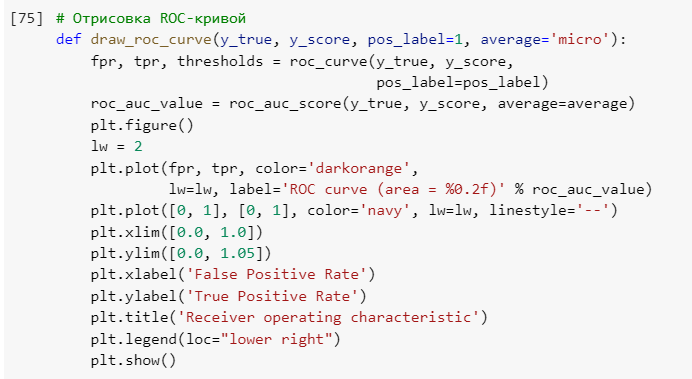 [75] # Отрисовка ROC-кривой
def draw_roc_curve(y_true, y_score, pos_label=1, average='micro'):
    fpr, tpr, thresholds = roc_curve(y_true, y_score,
                                     pos_label=pos_label)
    roc_auc_value = roc_auc_score(y_true, y_score, average=average)
    plt.figure()
    lw = 2
    plt.plot(fpr, tpr, color='darkorange',
             lw=lw, label='ROC curve (area = %0.2f)' % roc_auc_value)
    plt.plot([0, 1], [0, 1], color='navy', lw=lw, linestyle='--')
    plt.xlim([0.0, 1.0])
    plt.ylim([0.0, 1.05])
    plt.xlabel('False Positive Rate')
    plt.ylabel('True Positive Rate')
    plt.title('Receiver operating characteristic')
    plt.legend(loc="lower right")
    plt.show()